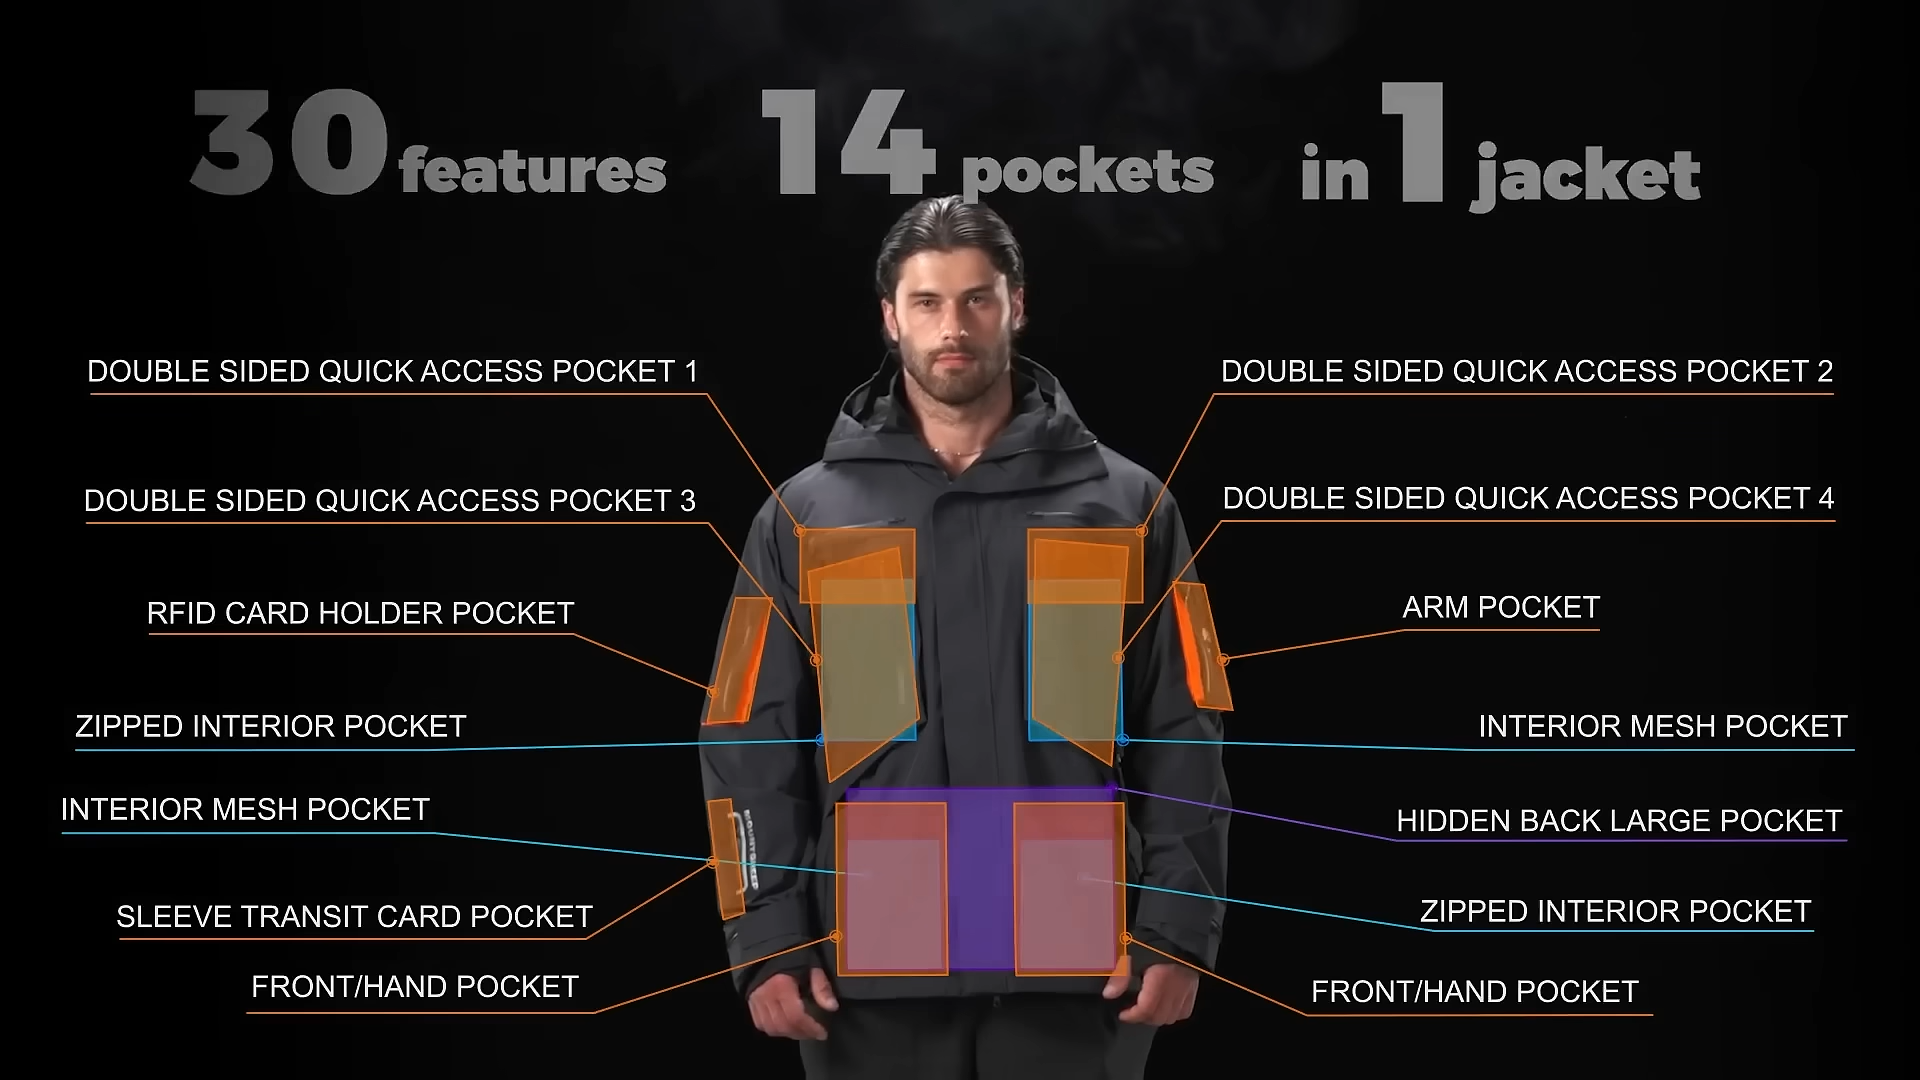 30 features 14 pockets in 1 jacket
DOUBLE SIDED QUICK ACCESS POCKET 1
DOUBLE SIDED QUICK ACCESS POCKET 2
DOUBLE SIDED QUICK ACCESS POCKET 3
DOUBLE SIDED QUICK ACCESS POCKET 4
RFID CARD HOLDER POCKET
ARM POCKET
ZIPPED INTERIOR POCKET
INTERIOR MESH POCKET
INTERIOR MESH POCKET
HIDDEN BACK LARGE POCKET
SLEEVE TRANSIT CARD POCKET
ZIPPED INTERIOR POCKET
FRONT/HAND POCKET
FRONT/HAND POCKET